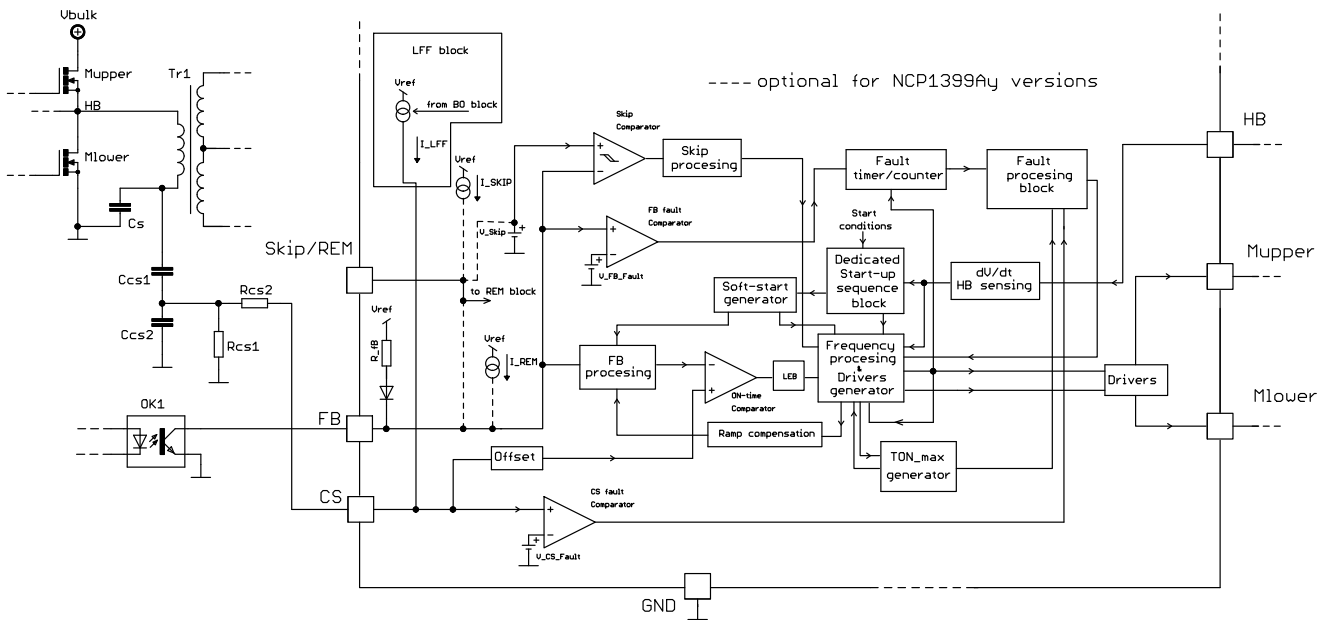 Vbulk
Mupper
Tr1
HB
Mlower
Cs
Ccs1
Rcs2
Ccs2
Rcs1
OK1
LFF block
Vref
from BO block
I_LFF
Vref
I_SKIP
---- optional for NCP1399Ay versions
Skip
Comparator
Skip
procesing
V_Skip
FB fault
Comparator
V_FB_Fault
Fault
timer/counter
Fault
procesing
block
HB
Start
conditions
Skip/REM
to REM block
Soft-start
generator
Dedicated
Start-up
sequence
block
dV/dt
HB sensing
Mupper
Vref
R_fB
Vref
I_REM
FB
procesing
ON-time
Comparator
LEB
Frequency
procesing
&
Drivers
generator
Drivers
Mlower
FB
Ramp compensation
Offset
TON_max
generator
CS
CS fault
Comparator
V_CS_Fault
GND